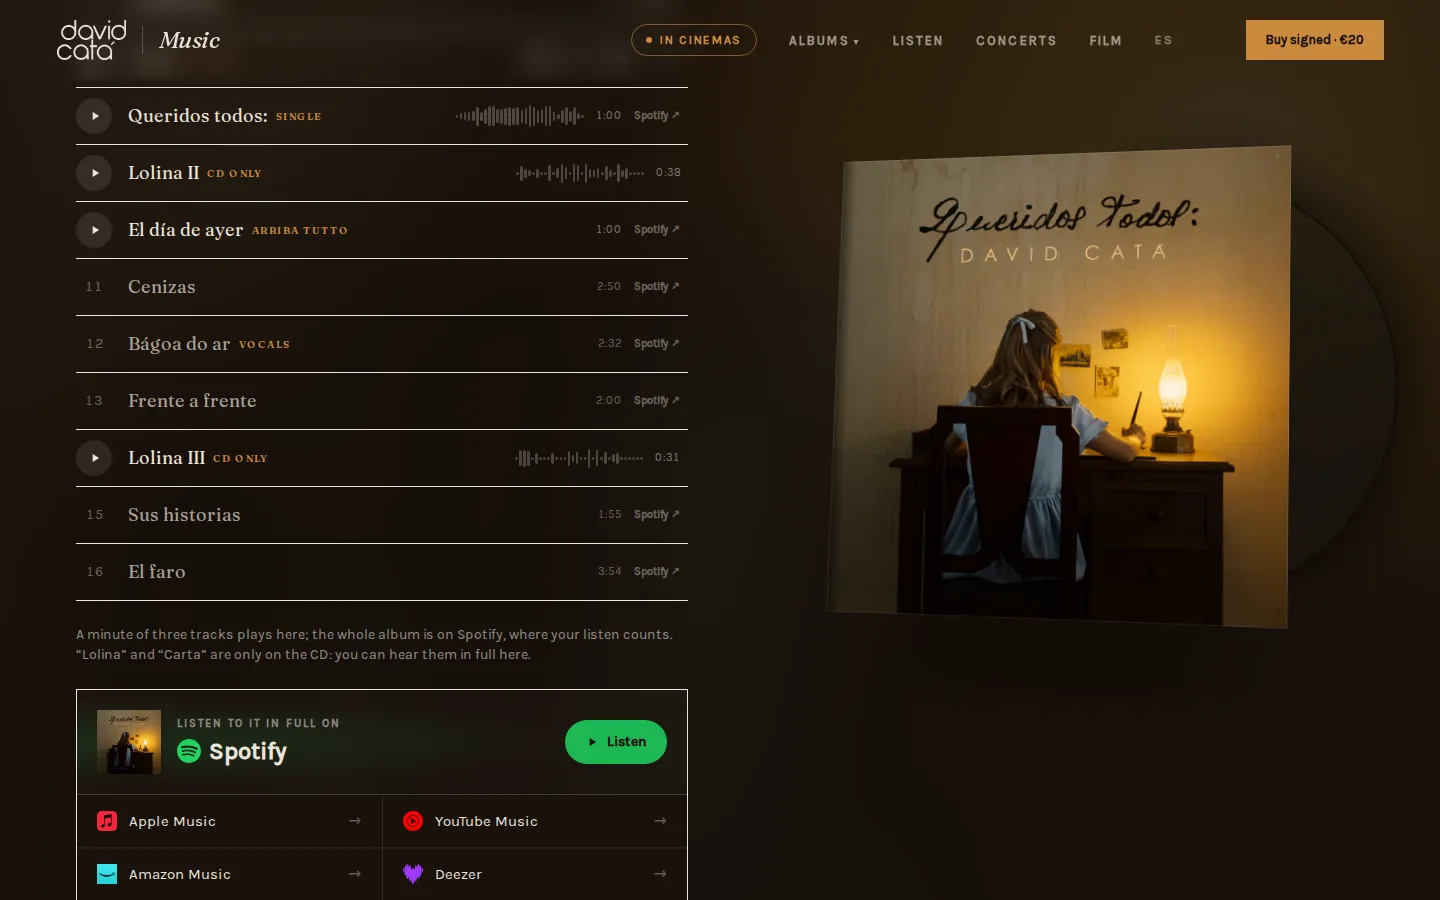 david
catá
Music
IN CINEMAS
ALBUMS ▾
LISTEN
CONCERTS
FILM
ES
Buy signed · €20
Queridos todos: SINGLE 1:00 Spotify ↗
Lolina II CD ONLY 0:38
El día de ayer ARRIBA TUTTO 1:00 Spotify ↗
11 Cenizas 2:50 Spotify ↗
12 Bágoa do ar VOCALS 2:32 Spotify ↗
13 Frente a frente 2:00 Spotify ↗
Lolina III CD ONLY 0:31
15 Sus historias 1:55 Spotify ↗
16 El faro 3:54 Spotify ↗
A minute of three tracks plays here; the whole album is on Spotify, where your listen counts.
“Lolina” and “Carta” are only on the CD: you can hear them in full here.
LISTEN TO IT IN FULL ON
Spotify
Listen
Apple Music →
YouTube Music →
Amazon Music →
Deezer →
Queridos Todos:
DAVID CATÁ